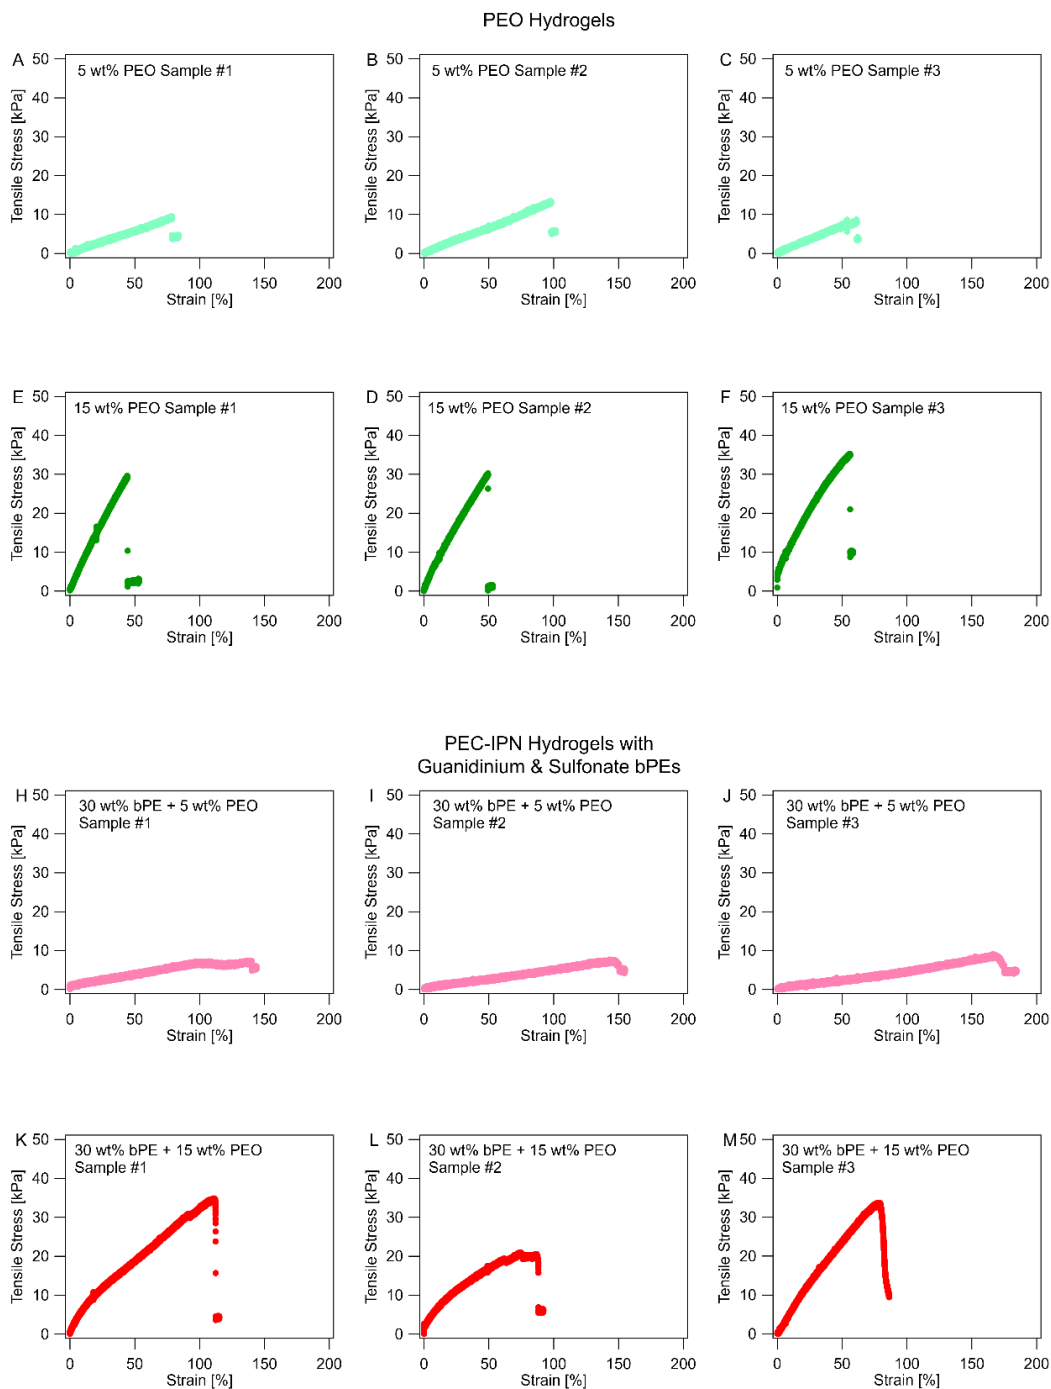 PEO Hydrogels
A
5 wt% PEO Sample #1
Tensile Stress [kPa]
50
40
30
20
10
0
0 50 100 150 200
Strain [%]
B
5 wt% PEO Sample #2
Tensile Stress [kPa]
50
40
30
20
10
0
0 50 100 150 200
Strain [%]
C
5 wt% PEO Sample #3
Tensile Stress [kPa]
50
40
30
20
10
0
0 50 100 150 200
Strain [%]
E
15 wt% PEO Sample #1
Tensile Stress [kPa]
50
40
30
20
10
0
0 50 100 150 200
Strain [%]
D
15 wt% PEO Sample #2
Tensile Stress [kPa]
50
40
30
20
10
0
0 50 100 150 200
Strain [%]
F
15 wt% PEO Sample #3
Tensile Stress [kPa]
50
40
30
20
10
0
0 50 100 150 200
Strain [%]
PEC-IPN Hydrogels with
Guanidinium & Sulfonate bPEs
H
30 wt% bPE + 5 wt% PEO
Sample #1
Tensile Stress [kPa]
50
40
30
20
10
0
0 50 100 150 200
Strain [%]
I
30 wt% bPE + 5 wt% PEO
Sample #2
Tensile Stress [kPa]
50
40
30
20
10
0
0 50 100 150 200
Strain [%]
J
30 wt% bPE + 5 wt% PEO
Sample #3
Tensile Stress [kPa]
50
40
30
20
10
0
0 50 100 150 200
Strain [%]
K
30 wt% bPE + 15 wt% PEO
Sample #1
Tensile Stress [kPa]
50
40
30
20
10
0
0 50 100 150 200
Strain [%]
L
30 wt% bPE + 15 wt% PEO
Sample #2
Tensile Stress [kPa]
50
40
30
20
10
0
0 50 100 150 200
Strain [%]
M
30 wt% bPE + 15 wt% PEO
Sample #3
Tensile Stress [kPa]
50
40
30
20
10
0
0 50 100 150 200
Strain [%]